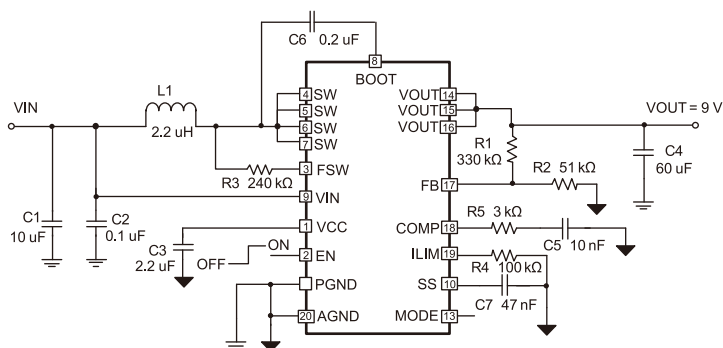 C6 0.2 uF
8
BOOT
L1
VIN
2.2 uH
4 SW
5 SW
6 SW
7 SW
VOUT 14
VOUT 15
VOUT 16
VOUT = 9 V
R1
330 kΩ
C4
60 uF
R3 240 kΩ
3 FSW
R2 51 kΩ
FB 17
9 VIN
C1
10 uF
C2
0.1 uF
C3
2.2 uF
1 VCC
R5 3 kΩ
COMP 18
C5 10 nF
ON
OFF
2 EN
ILIM 19
R4 100 kΩ
PGND
SS 10
C7 47 nF
20 AGND
MODE 13